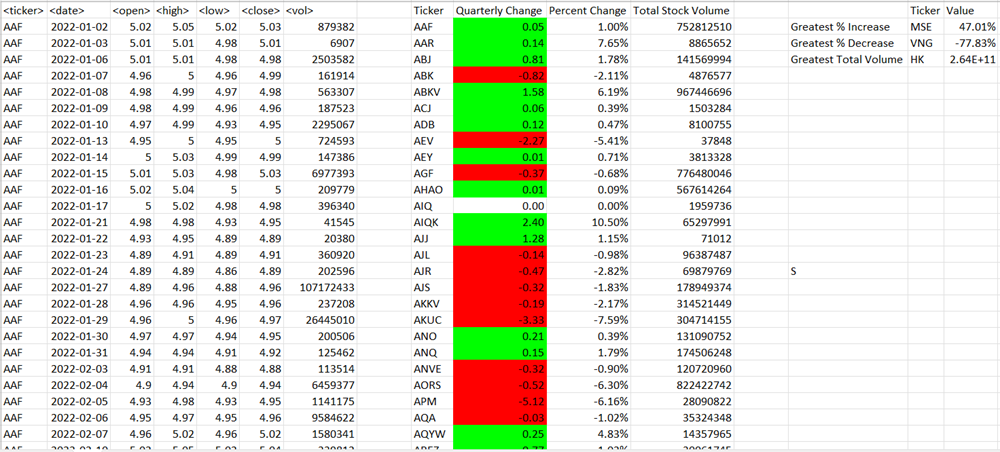 <ticker> <date> <open> <high> <low> <close> <vol> Ticker Quarterly Change Percent Change Total Stock Volume Ticker Value
AAF 2022-01-02 5.02 5.05 5.02 5.03 879382 AAF 0.05 1.00% 752812510 Greatest % Increase MSE 47.01%
AAF 2022-01-03 5.01 5.01 4.98 5.01 6907 AAR 0.14 7.65% 8865652 Greatest % Decrease VNG -77.83%
AAF 2022-01-06 5.01 5.01 4.98 4.98 2503582 ABJ 0.81 1.78% 141569994 Greatest Total Volume HK 2.64E+11
AAF 2022-01-07 4.96 5 4.96 4.99 161914 ABK -0.82 -2.11% 4876577
AAF 2022-01-08 4.98 4.99 4.97 4.98 563307 ABKV 1.58 6.19% 967446696
AAF 2022-01-09 4.98 4.99 4.96 4.96 187523 ACJ 0.06 0.39% 1503284
AAF 2022-01-10 4.97 4.99 4.93 4.95 2295067 ADB 0.12 0.47% 8100755
AAF 2022-01-13 4.95 5 4.95 5 724593 AEV -2.27 -5.41% 37848
AAF 2022-01-14 5 5.03 4.99 4.99 147386 AEY 0.01 0.71% 3813328
AAF 2022-01-15 5.01 5.03 4.98 5.03 6977393 AGF -0.37 -0.68% 776480046
AAF 2022-01-16 5.02 5.04 5 5 209779 AHAO 0.01 0.09% 567614264
AAF 2022-01-17 5 5.02 4.98 4.98 396340 AIQ 0.00 0.00% 1959736
AAF 2022-01-21 4.98 4.98 4.93 4.95 41545 AIQK 2.40 10.50% 65297991
AAF 2022-01-22 4.93 4.95 4.89 4.89 20380 AJJ 1.28 1.15% 71012
AAF 2022-01-23 4.89 4.91 4.89 4.91 360920 AJL -0.14 -0.98% 96387487
AAF 2022-01-24 4.89 4.89 4.86 4.89 202596 AJR -0.47 -2.82% 69879769 S
AAF 2022-01-27 4.89 4.96 4.88 4.96 107172433 AJS -0.32 -1.83% 178949374
AAF 2022-01-28 4.96 4.96 4.95 4.96 237208 AKKV -0.19 -2.17% 314521449
AAF 2022-01-29 4.96 5 4.96 4.97 26445010 AKUC -3.33 -7.59% 304714155
AAF 2022-01-30 4.97 4.97 4.94 4.95 200506 ANO 0.21 0.39% 131090752
AAF 2022-01-31 4.94 4.94 4.91 4.92 125462 ANQ 0.15 1.79% 174506248
AAF 2022-02-03 4.91 4.91 4.88 4.88 113514 ANVE -0.32 -0.90% 120720960
AAF 2022-02-04 4.9 4.94 4.9 4.94 6459377 AORS -0.52 -6.30% 822422742
AAF 2022-02-05 4.93 4.98 4.93 4.95 1141175 APM -5.12 -6.16% 28090822
AAF 2022-02-06 4.95 4.97 4.95 4.96 9584622 AQA -0.03 -1.02% 35324348
AAF 2022-02-07 4.96 5.02 4.96 5.02 1580341 AQYW 0.25 4.83% 14357965